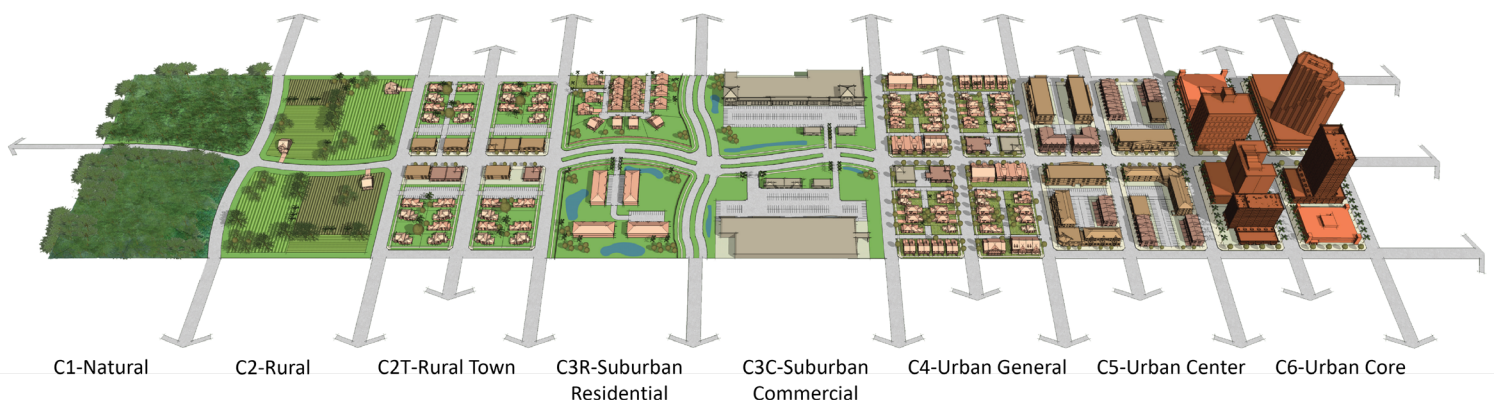 C1-Natural
C2-Rural
C2T-Rural Town
C3R-Suburban
Residential
C3C-Suburban
Commercial
C4-Urban General
C5-Urban Center
C6-Urban Core